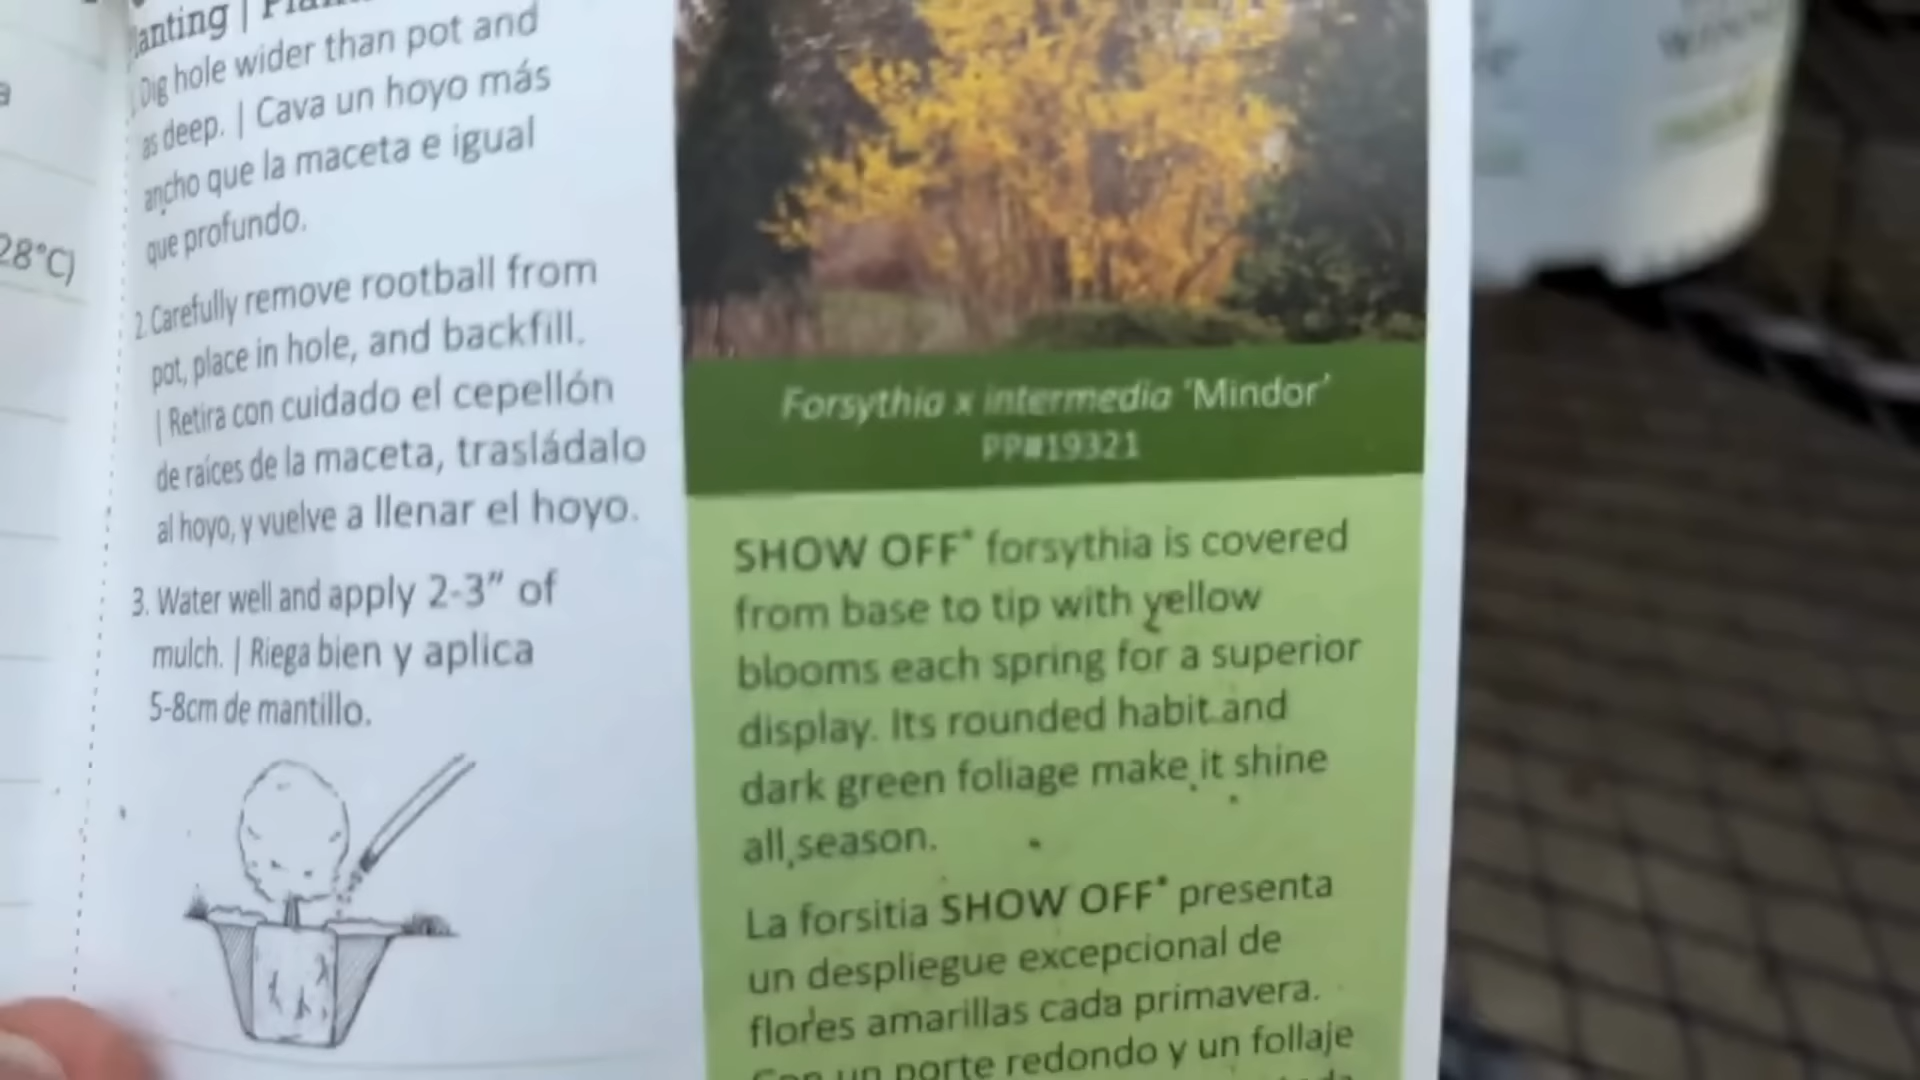 Planting |
Dig hole wider than pot and
as deep. | Cava un hoyo más
ancho que la maceta e igual
que profundo.
28°C)
2. Carefully remove rootball from
pot, place in hole, and backfill.
| Retira con cuidado el cepellón
de raíces de la maceta, trasládalo
al hoyo, y vuelve a llenar el hoyo.
3. Water well and apply 2-3” of
mulch. | Riega bien y aplica
5-8cm de mantillo.
Forsythia x intermedia ‘Mindor’
PP#19321
SHOW OFF® forsythia is covered
from base to tip with yellow
blooms each spring for a superior
display. Its rounded habit and
dark green foliage make it shine
all season.
La forsitia SHOW OFF® presenta
un despliegue excepcional de
flores amarillas cada primavera.
Con un porte redondo y un follaje